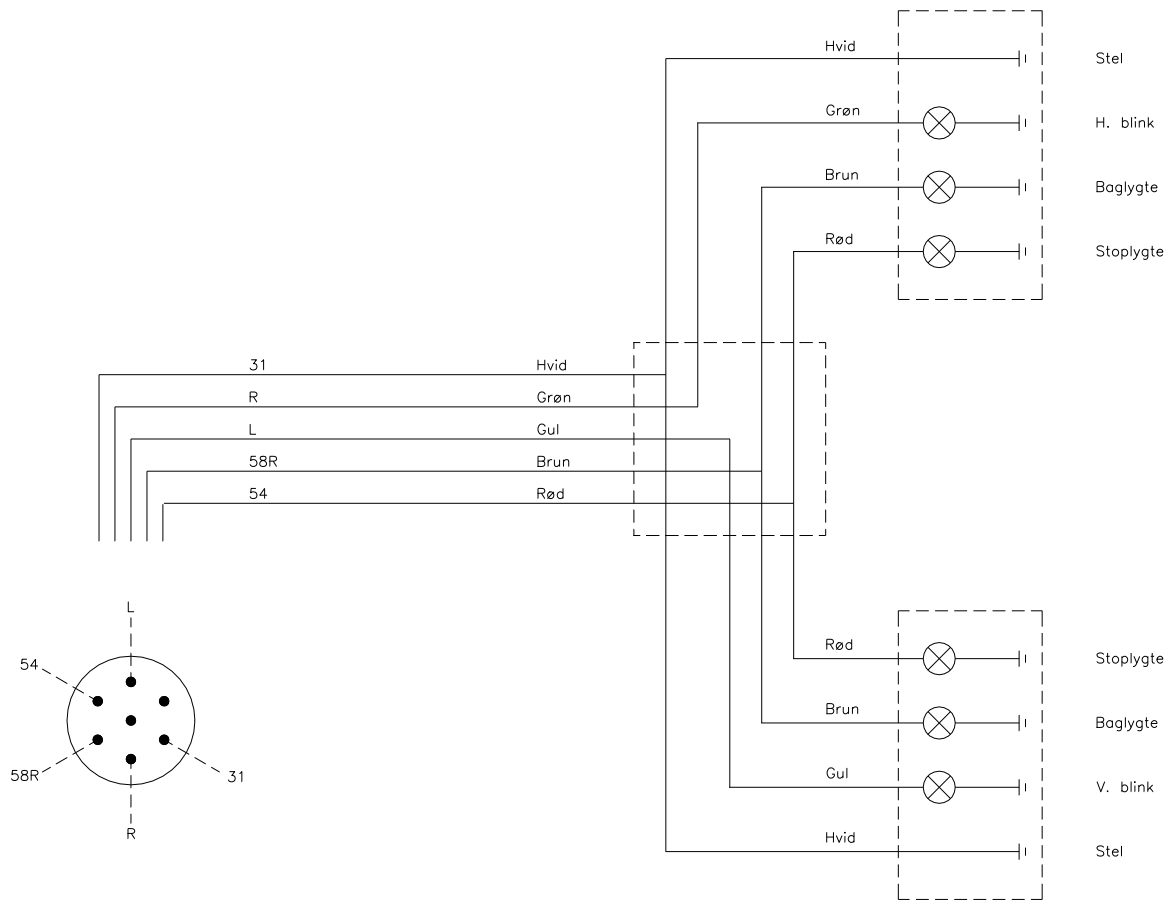 Hvid
Stel
Grøn
H. blink
Brun
Baglygte
Rød
Stoplygte
31
Hvid
R
Grøn
L
Gul
58R
Brun
54
Rød
L
54
58R
31
R
Rød
Stoplygte
Brun
Baglygte
Gul
V. blink
Hvid
Stel